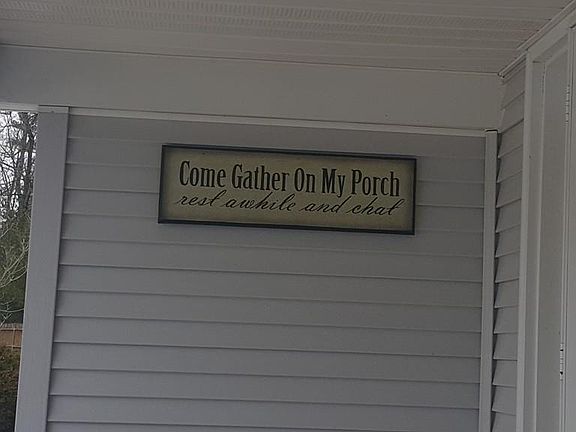 Come Gather On My Porch
rest awhile and chat